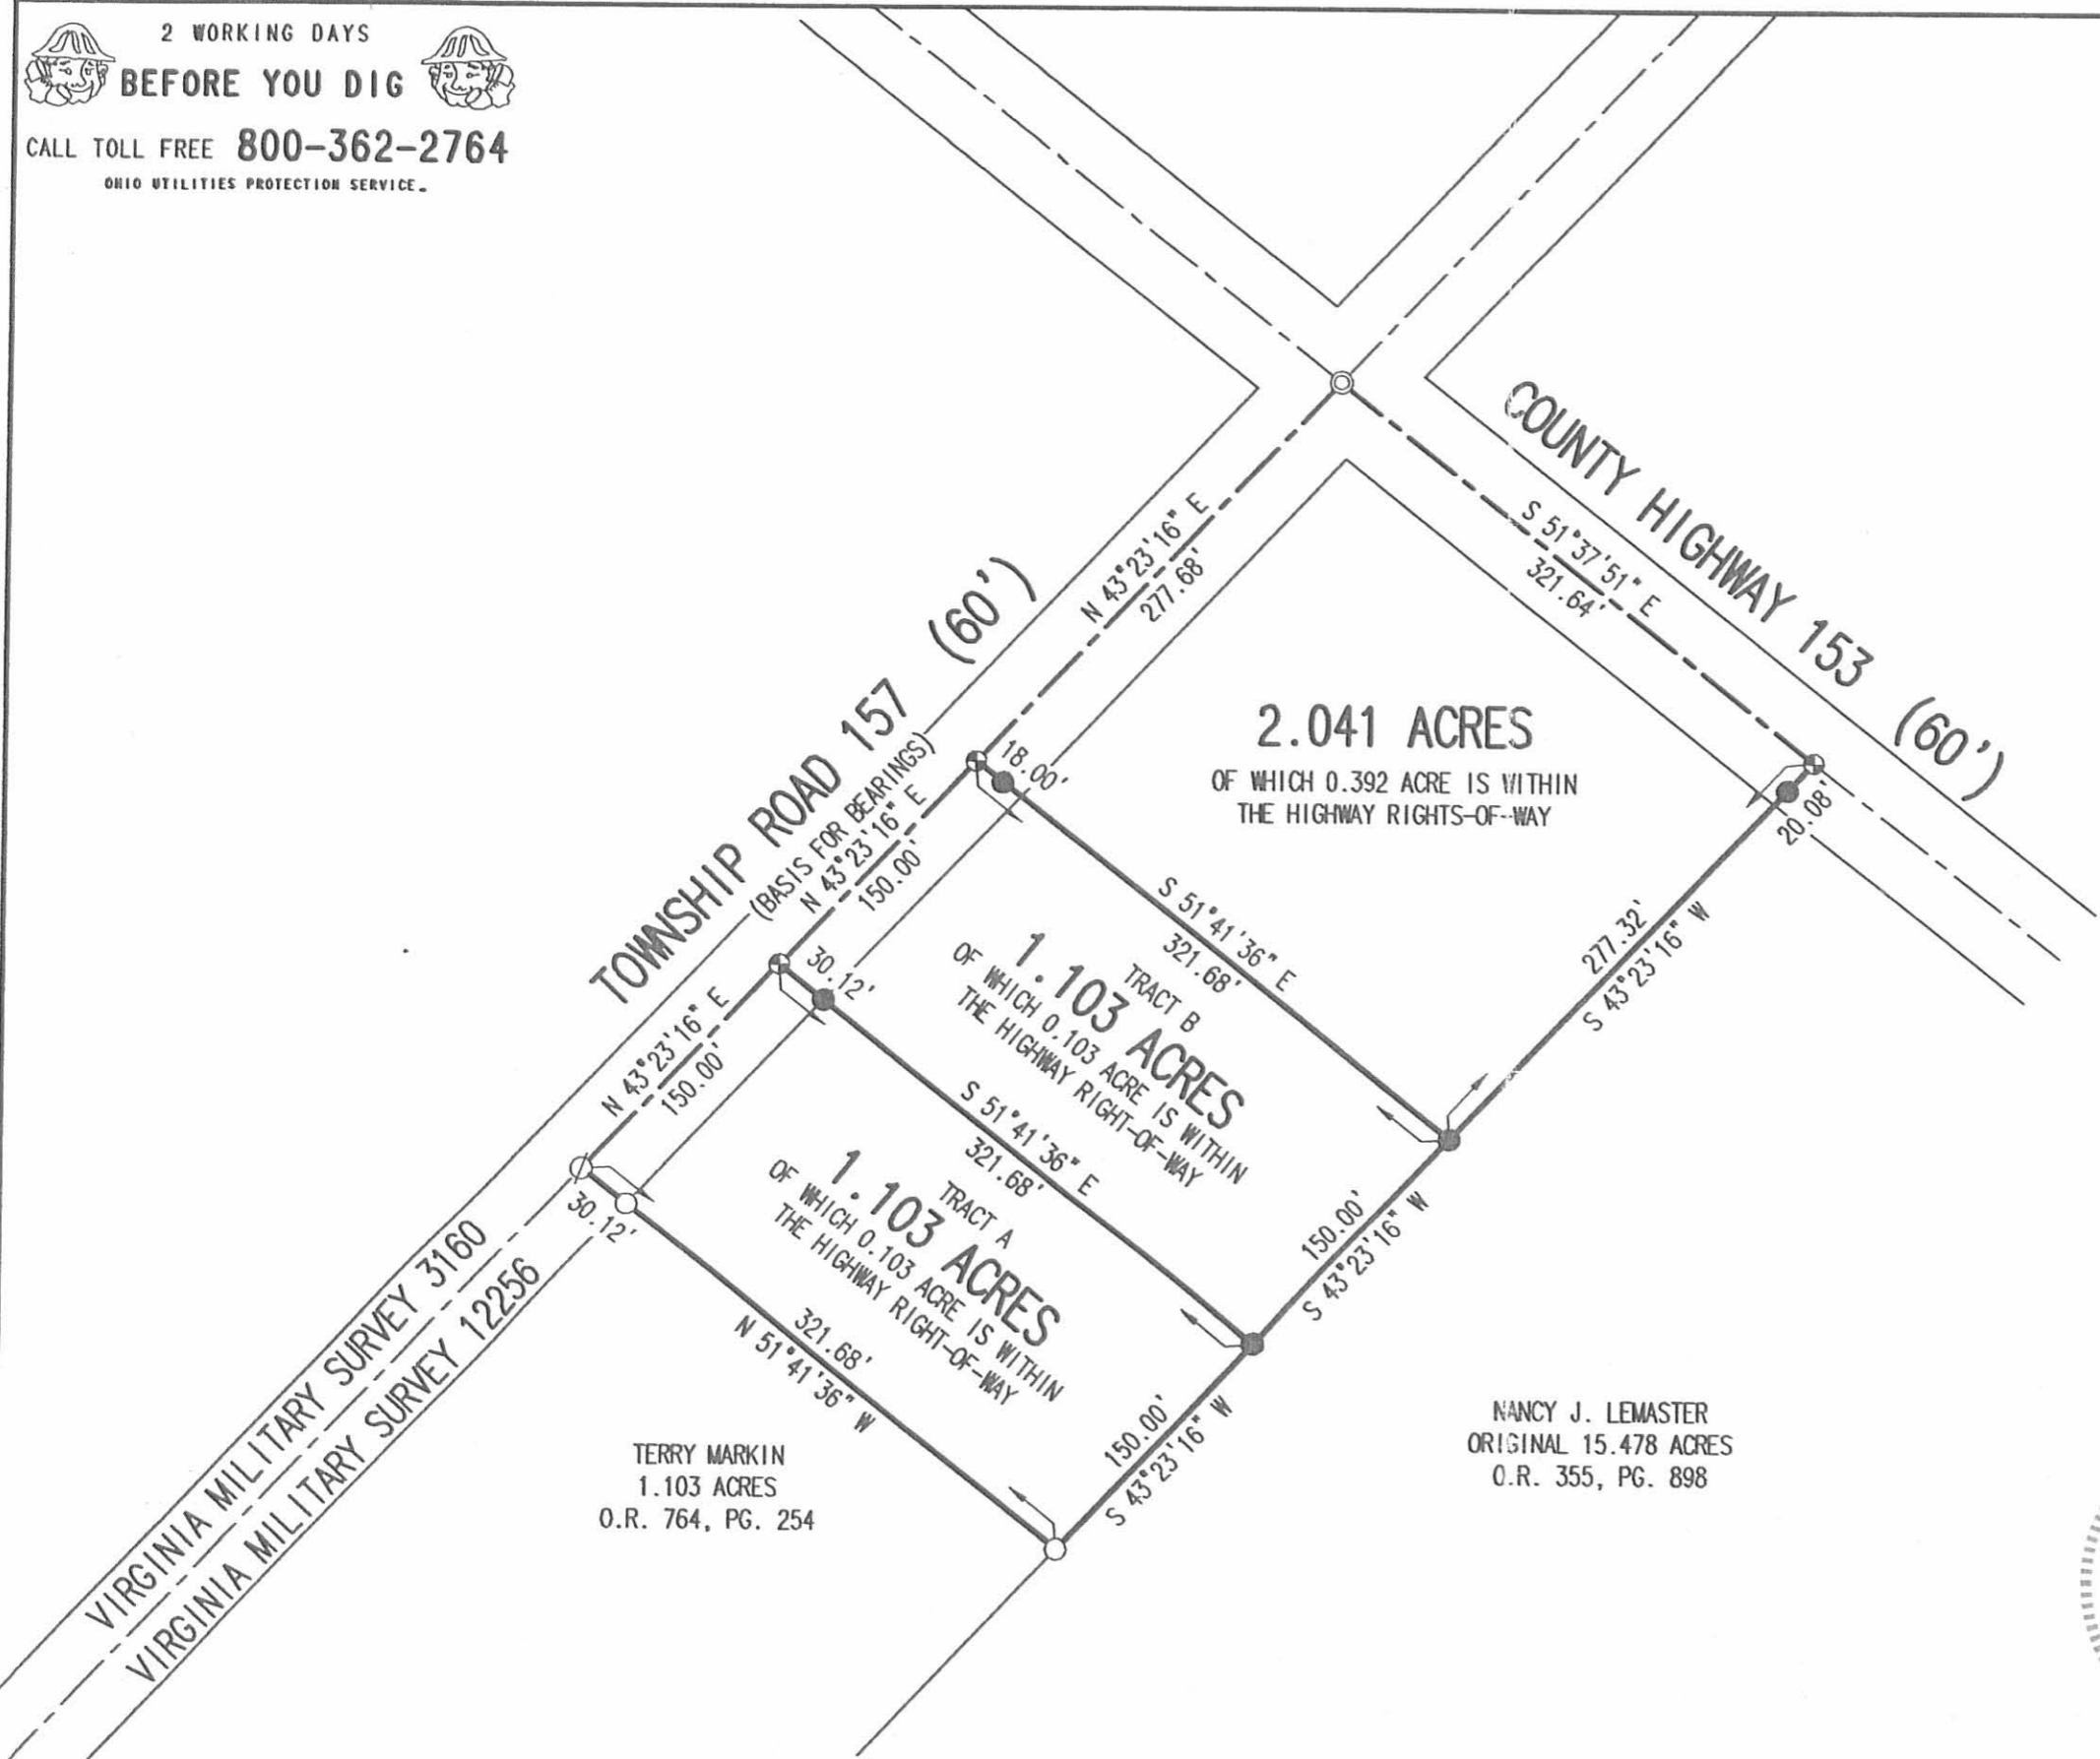 2 WORKING DAYS
BEFORE YOU DIG
CALL TOLL FREE 800-362-2764
OHIO UTILITIES PROTECTION SERVICE.
COUNTY HIGHWAY 153 (60')
S 51°37'51" E
321.64'
N 43°23'16" E
277.68'
TOWNSHIP ROAD 157 (60')
(BASIS FOR BEARINGS)
N 43°23'16" E
150.00'
18.00'
2.041 ACRES
OF WHICH 0.392 ACRE IS WITHIN
THE HIGHWAY RIGHTS-OF-WAY
20.08'
277.32'
S 43°23'16" W
S 51°41'36" E
321.68'
30.12'
TRACT B
1.103 ACRES
OF WHICH 0.103 ACRE IS WITHIN
THE HIGHWAY RIGHT-OF-WAY
N 43°23'16" E
150.00'
S 51°41'36" E
321.68'
150.00'
S 43°23'16" W
30.12'
TRACT A
1.103 ACRES
OF WHICH 0.103 ACRE IS WITHIN
THE HIGHWAY RIGHT-OF-WAY
321.68'
N 51°41'36" W
150.00'
S 43°23'16" W
VIRGINIA MILITARY SURVEY 3160
VIRGINIA MILITARY SURVEY 12256
TERRY MARKIN
1.103 ACRES
O.R. 764, PG. 254
NANCY J. LEMASTER
ORIGINAL 15.478 ACRES
O.R. 355, PG. 898